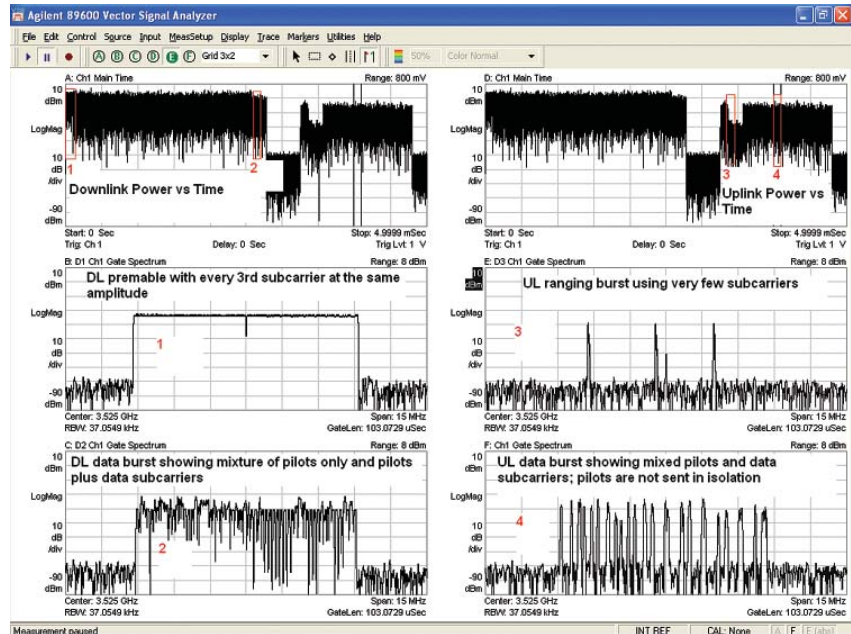 Agilent 89600 Vector Signal Analyzer
File Edit Control Source Input MeasSetup Display Trace Markers Utilities Help
A B C D E F Grid 3x2 50% Color Normal
A: Ch1 Main Time Range: 800 mV
10
dBm
LogMag
10
dB
/div
-90
dBm
1
2
Downlink Power vs Time
Start: 0 Sec Stop: 4.9999 mSec
Trig: Ch 1 Delay: 0 Sec Trig Lvl: 1 V
B: D1 Ch1 Gate Spectrum Range: 8 dBm
10
dBm
DL premable with every 3rd subcarrier at the same
amplitude
LogMag
1
10
dB
/div
-90
dBm
Center: 3.525 GHz Span: 15 MHz
RBW: 37.0549 kHz GateLen: 103.0729 uSec
C: D2 Ch1 Gate Spectrum Range: 8 dBm
10
dBm
DL data burst showing mixture of pilots only and pilots
plus data subcarriers
LogMag
10
dB
/div
2
-90
dBm
Center: 3.525 GHz Span: 15 MHz
RBW: 37.0549 kHz GateLen: 103.0729 uSec
D: Ch1 Main Time Range: 800 mV
10
dBm
LogMag
10
dB
/div
-90
dBm
3
4
Uplink Power vs
Time
Start: 0 Sec Stop: 4.9999 mSec
Trig: Ch 1 Delay: 0 Sec Trig Lvl: 1 V
E: D3 Ch1 Gate Spectrum Range: 8 dBm
10
dBm
UL ranging burst using very few subcarriers
LogMag
3
10
dB
/div
-90
dBm
Center: 3.525 GHz Span: 15 MHz
RBW: 37.0549 kHz GateLen: 103.0729 uSec
F: Ch1 Gate Spectrum Range: 8 dBm
10
dBm
UL data burst showing mixed pilots and data
subcarriers; pilots are not sent in isolation
LogMag
4
10
dB
/div
-90
dBm
Center: 3.525 GHz Span: 15 MHz
RBW: 37.0549 kHz GateLen: 103.0729 uSec
Measurement paused INT REF CAL: None A F F (abs)